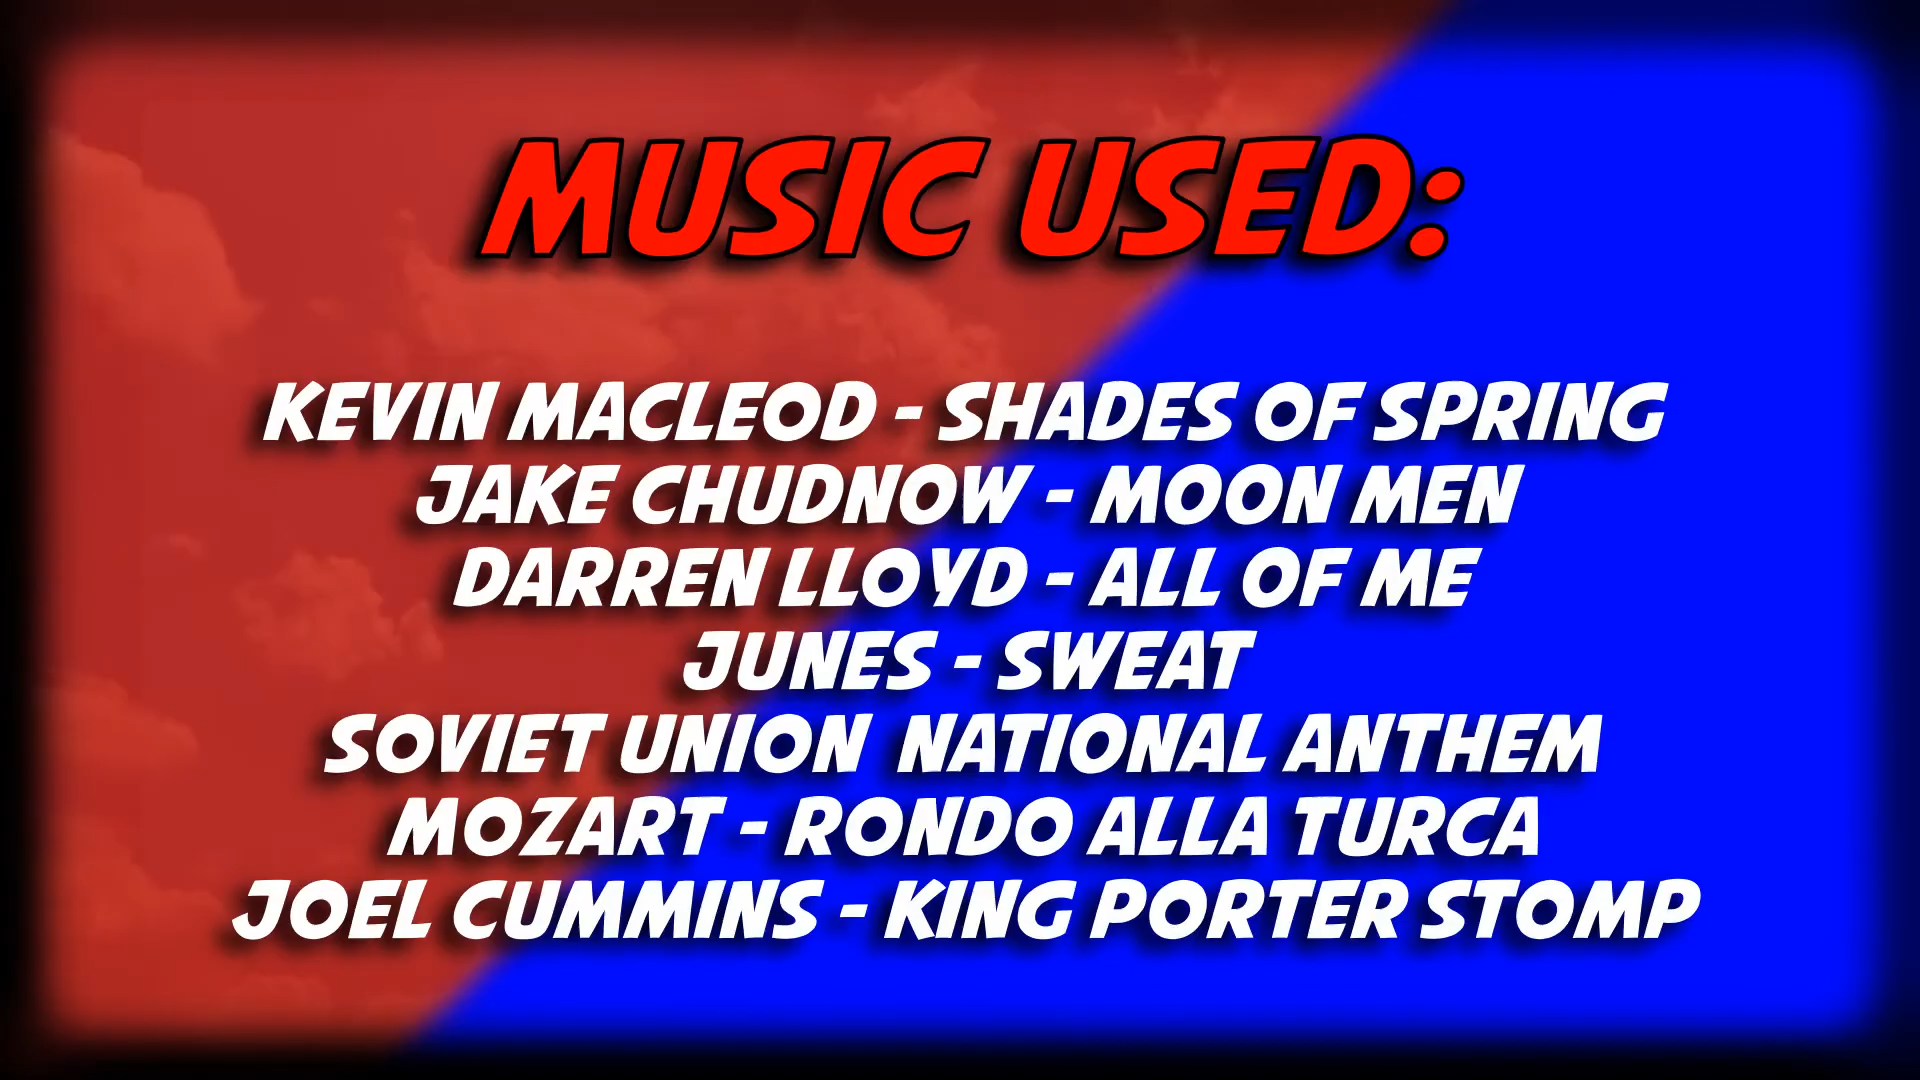 MUSIC USED:
KEVIN MACLEOD - SHADES OF SPRING
JAKE CHUDNOW - MOON MEN
DARREN LLOYD - ALL OF ME
JUNES - SWEAT
SOVIET UNION NATIONAL ANTHEM
MOZART - RONDO ALLA TURCA
JOEL CUMMINS - KING PORTER STOMP